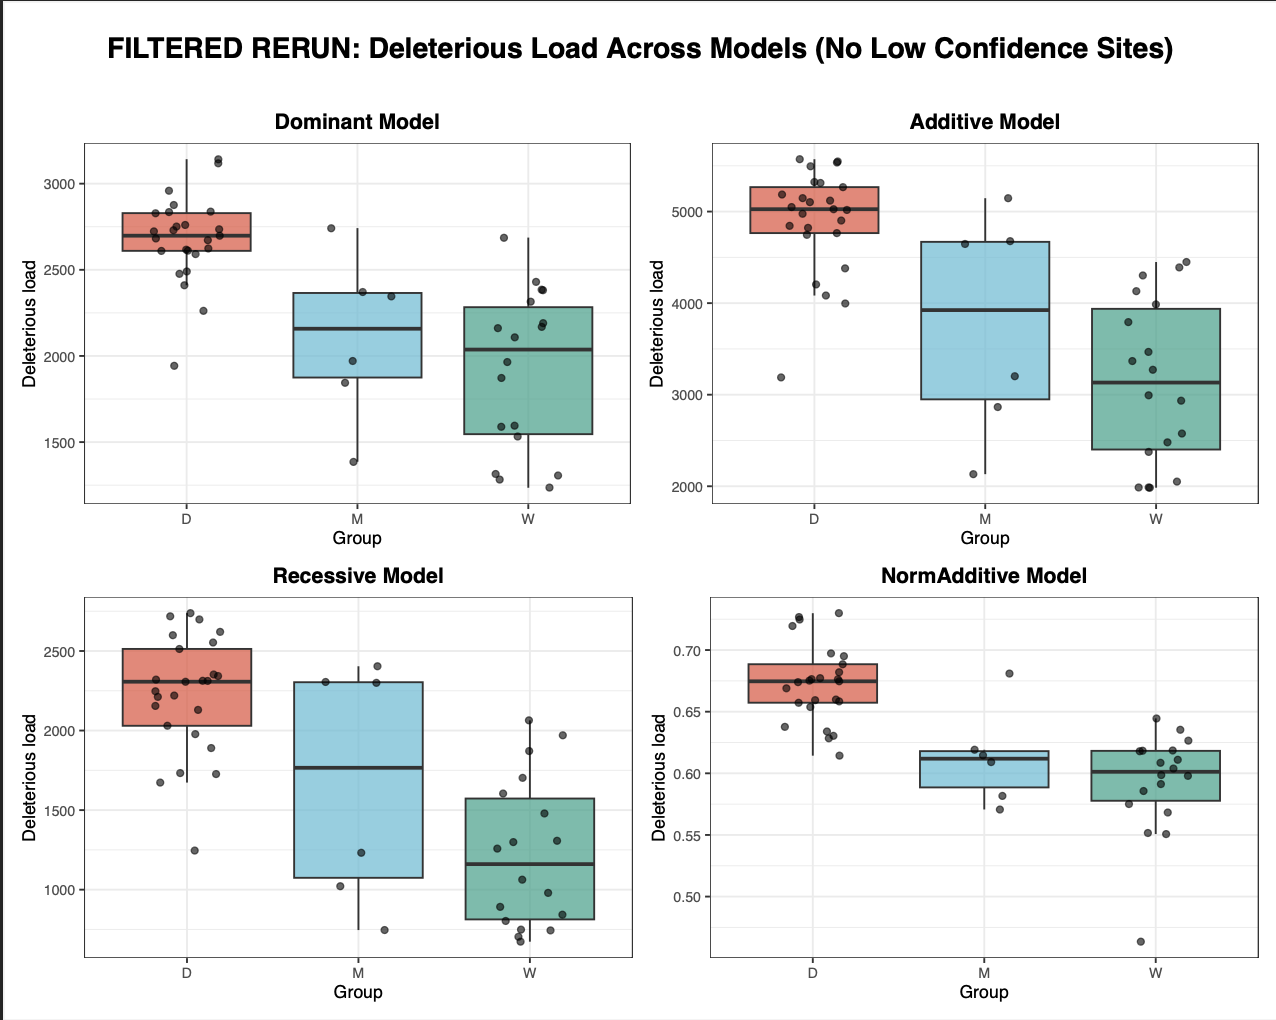 FILTERED RERUN: Deleterious Load Across Models (No Low Confidence Sites)
Dominant Model
Deleterious load
3000
2500
2000
1500
D M W
Group
Additive Model
Deleterious load
5000
4000
3000
2000
D M W
Group
Recessive Model
Deleterious load
2500
2000
1500
1000
D M W
Group
NormAdditive Model
Deleterious load
0.70
0.65
0.60
0.55
0.50
D M W
Group